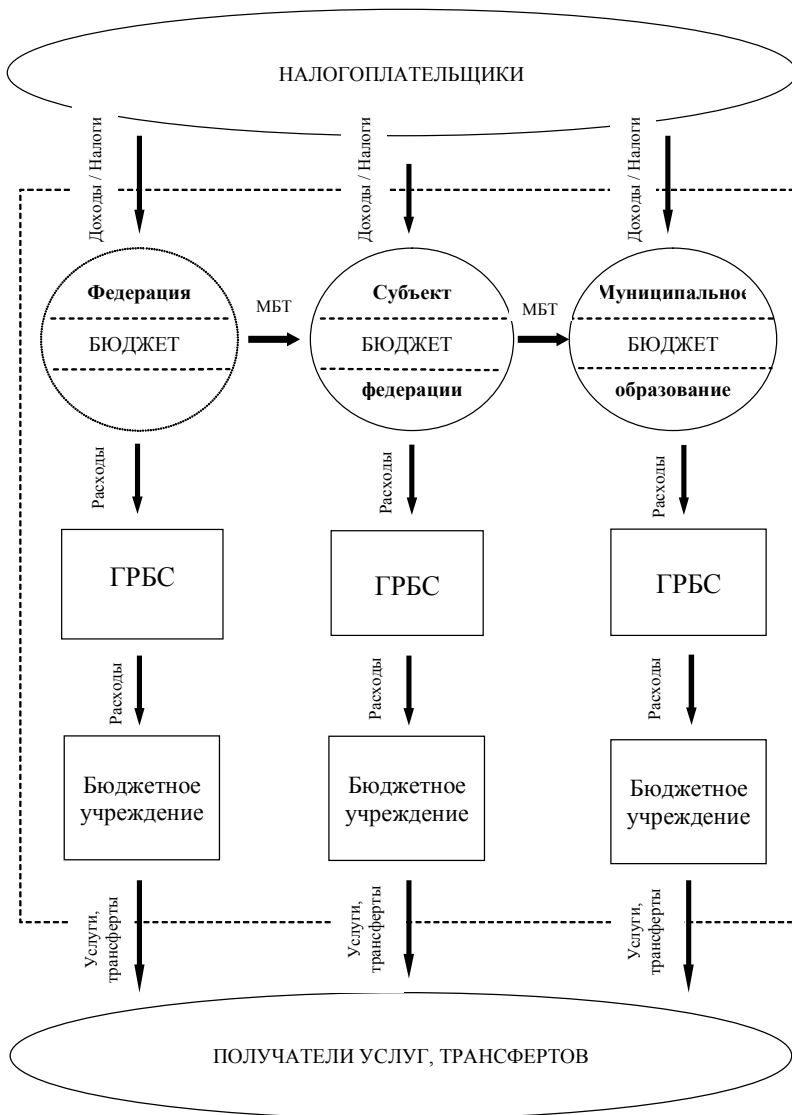 НАЛОГОПЛАТЕЛЬЩИКИ
Доходы / Налоги
Доходы / Налоги
Доходы / Налоги
Федерация
БЮДЖЕТ
МБТ
Субъект
БЮДЖЕТ
федерации
МБТ
Муниципальное
БЮДЖЕТ
образование
Расходы
Расходы
Расходы
ГРБС
ГРБС
ГРБС
Расходы
Расходы
Расходы
Бюджетное
учреждение
Бюджетное
учреждение
Бюджетное
учреждение
Услуги,
трансферты
Услуги,
трансферты
Услуги,
трансферты
ПОЛУЧАТЕЛИ УСЛУГ, ТРАНСФЕРТОВ